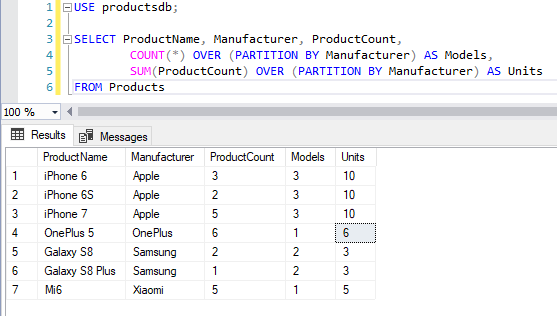 1 USE productsdb;
2
3 SELECT ProductName, Manufacturer, ProductCount,
4 COUNT(*) OVER (PARTITION BY Manufacturer) AS Models,
5 SUM(ProductCount) OVER (PARTITION BY Manufacturer) AS Units
6 FROM Products
100 %
Results Messages
ProductName Manufacturer ProductCount Models Units
1 iPhone 6 Apple 3 3 10
2 iPhone 6S Apple 2 3 10
3 iPhone 7 Apple 5 3 10
4 OnePlus 5 OnePlus 6 1 6
5 Galaxy S8 Samsung 2 2 3
6 Galaxy S8 Plus Samsung 1 2 3
7 Mi6 Xiaomi 5 1 5